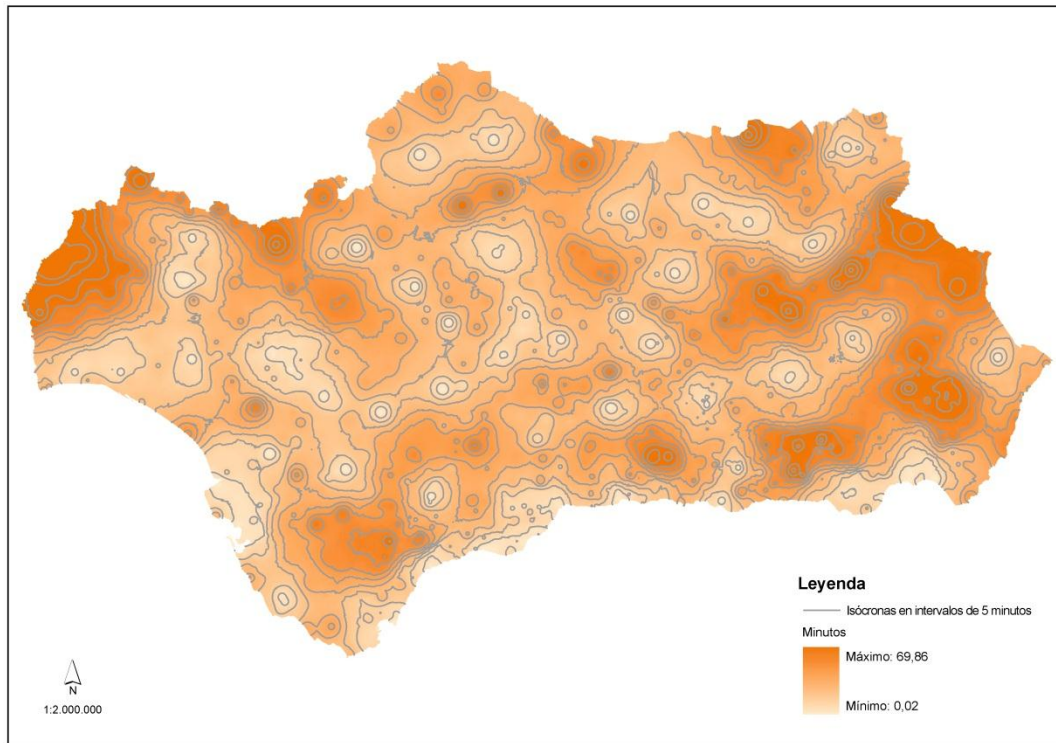 Leyenda
Isócronas en intervalos de 5 minutos
Minutos
Máximo: 69,86
Mínimo: 0,02
N
1:2.000.000